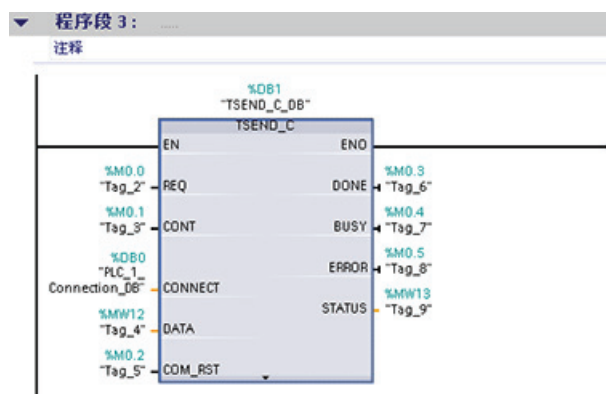 程序段 3： .....
注释
%DB1
"TSEND_C_DB"
TSEND_C
EN ENO
%M0.0 %M0.3
"Tag_2" REQ DONE "Tag_6"
%M0.1 %M0.4
"Tag_3" CONT BUSY "Tag_7"
%DB0 %M0.5
"PLC_1_ ERROR "Tag_8"
Connection_DB" CONNECT
%MW13
STATUS "Tag_9"
%MW12
"Tag_4" DATA
%M0.2
"Tag_5" COM_RST